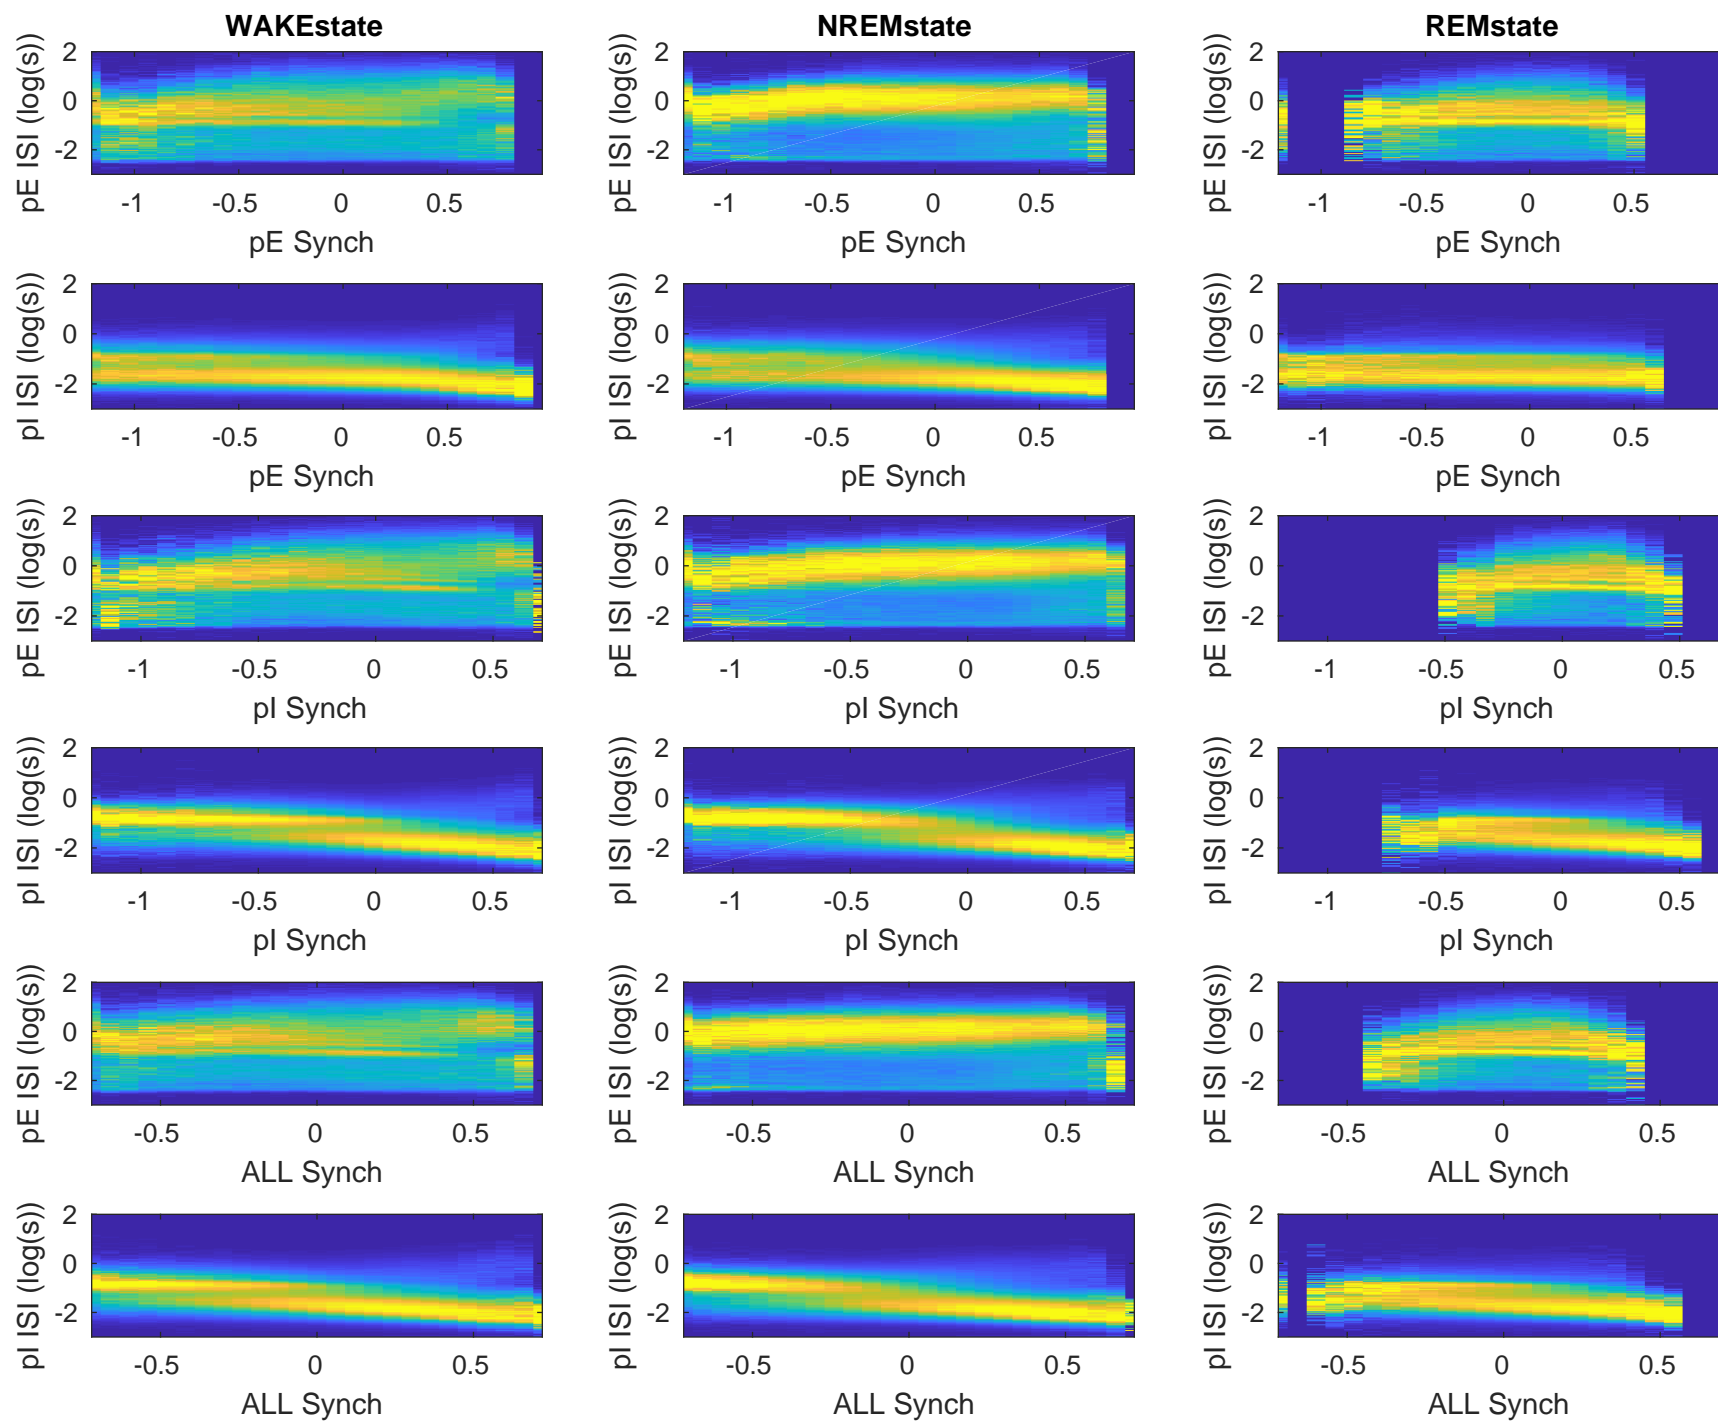 WAKEstate NREMstate REMstate
pE ISI (log(s)) 2 0 -2 pE ISI (log(s)) 2 0 -2 pE ISI (log(s)) 2 0 -2
-1 -0.5 0 0.5 -1 -0.5 0 0.5 -1 -0.5 0 0.5
pE Synch pE Synch pE Synch
pI ISI (log(s)) 2 0 -2 pI ISI (log(s)) 2 0 -2 pI ISI (log(s)) 2 0 -2
-1 -0.5 0 0.5 -1 -0.5 0 0.5 -1 -0.5 0 0.5
pE Synch pE Synch pE Synch
pE ISI (log(s)) 2 0 -2 pE ISI (log(s)) 2 0 -2 pE ISI (log(s)) 2 0 -2
-1 -0.5 0 0.5 -1 -0.5 0 0.5 -1 -0.5 0 0.5
pI Synch pI Synch pI Synch
pI ISI (log(s)) 2 0 -2 pI ISI (log(s)) 2 0 -2 pI ISI (log(s)) 2 0 -2
-1 -0.5 0 0.5 -1 -0.5 0 0.5 -1 -0.5 0 0.5
pI Synch pI Synch pI Synch
pE ISI (log(s)) 2 0 -2 pE ISI (log(s)) 2 0 -2 pE ISI (log(s)) 2 0 -2
-0.5 0 0.5 -0.5 0 0.5 -0.5 0 0.5
ALL Synch ALL Synch ALL Synch
pI ISI (log(s)) 2 0 -2 pI ISI (log(s)) 2 0 -2 pI ISI (log(s)) 2 0 -2
-0.5 0 0.5 -0.5 0 0.5 -0.5 0 0.5
ALL Synch ALL Synch ALL Synch